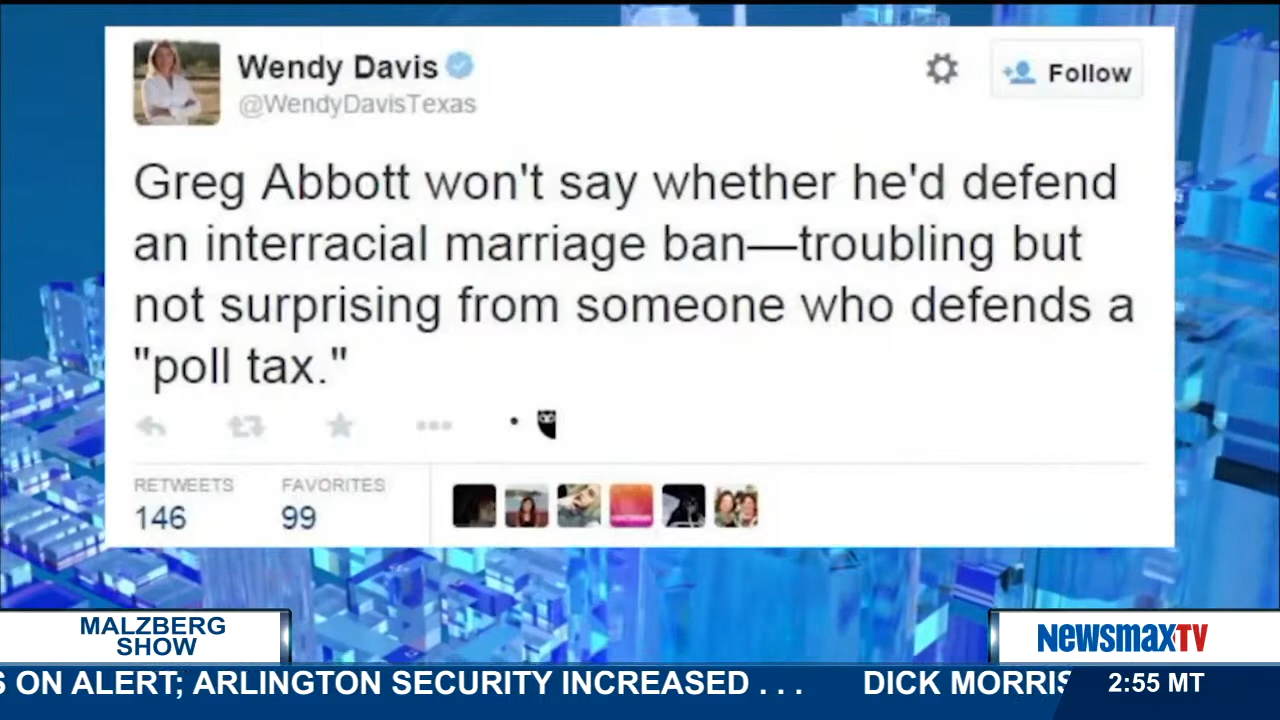 Wendy Davis
@WendyDavisTexas
Follow
Greg Abbott won't say whether he'd defend
an interracial marriage ban—troubling but
not surprising from someone who defends a
"poll tax."
RETWEETS FAVORITES
146 99
MALZBERG
SHOW
NEWSMAXTV
S ON ALERT; ARLINGTON SECURITY INCREASED . . . DICK MORRIS
2:55 MT